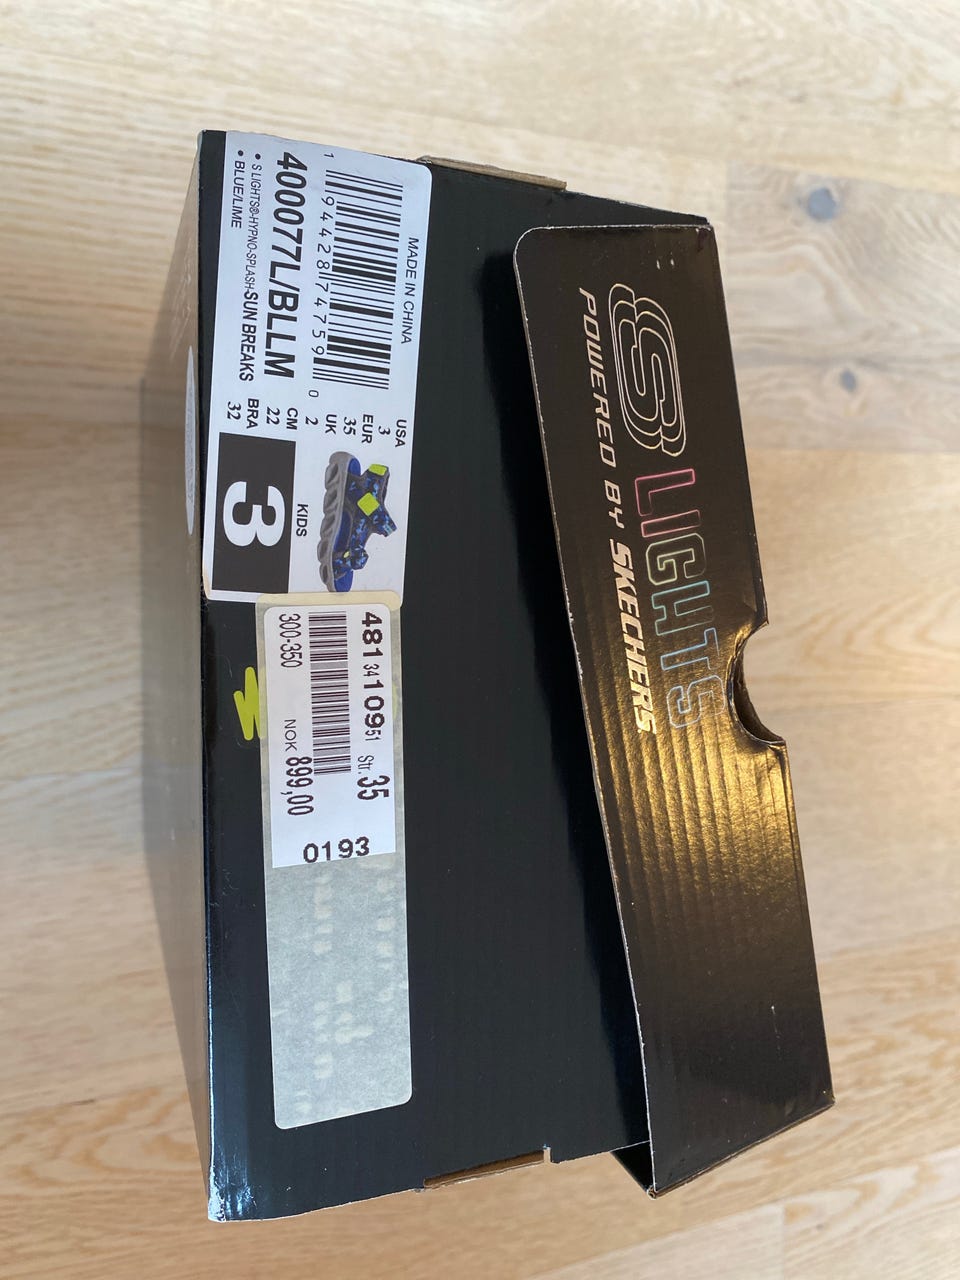 MADE IN CHINA
1 94428 74759 0
400077L/BLLM
• S LIGHTS®-HYPNO-SPLASH-SUN BREAKS
• BLUE/LIME
USA
3
EUR
35
UK
2
CM
22
BRA
32
KIDS
3
481 34 109 51 Str. 35
300-350 NOK 899,00
0193
S LIGHTS
POWERED BY SKECHERS